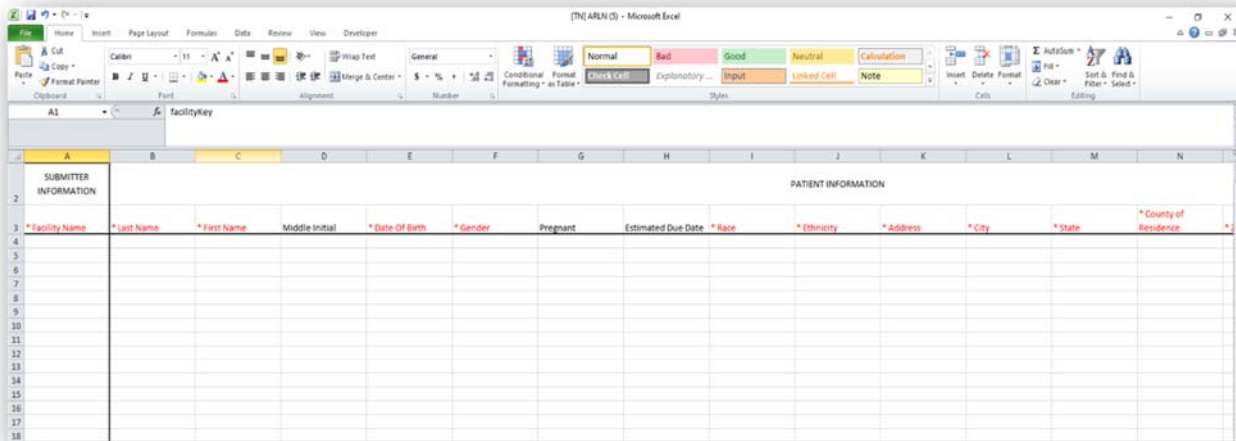 [TN] ARLN (5) - Microsoft Excel
File Home Insert Page Layout Formulas Data Review View Developer
Cut
Copy
Format Painter
Paste
Clipboard
Calibri 11
B I U
Font
Wrap Text
Merge & Center
Alignment
General
$ % ,
Number
Conditional Formatting
Format as Table
Normal Bad Good Neutral Calculation
Check Cell Explanatory ... Input Linked Cell Note
Styles
Insert Delete Format
Cells
Σ AutoSum
Fill
Clear
Sort & Filter
Find & Select
Editing
A1 fx facilityKey
A B C D E F G H I J K L M N
2 SUBMITTER INFORMATION PATIENT INFORMATION
3 * Facility Name * Last Name * First Name Middle Initial * Date Of Birth * Gender Pregnant Estimated Due Date * Race * Ethnicity * Address * City * State * County of Residence
4
5
6
7
8
9
10
11
12
13
14
15
16
17
18